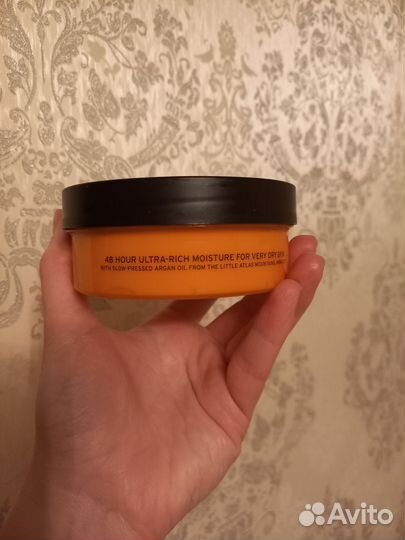 48 HOUR ULTRA-RICH MOISTURE FOR VERY DRY SKIN
WITH SLOW-PRESSED ARGAN OIL FROM THE LITTLE ATLAS MOUNTAINS,
Avito